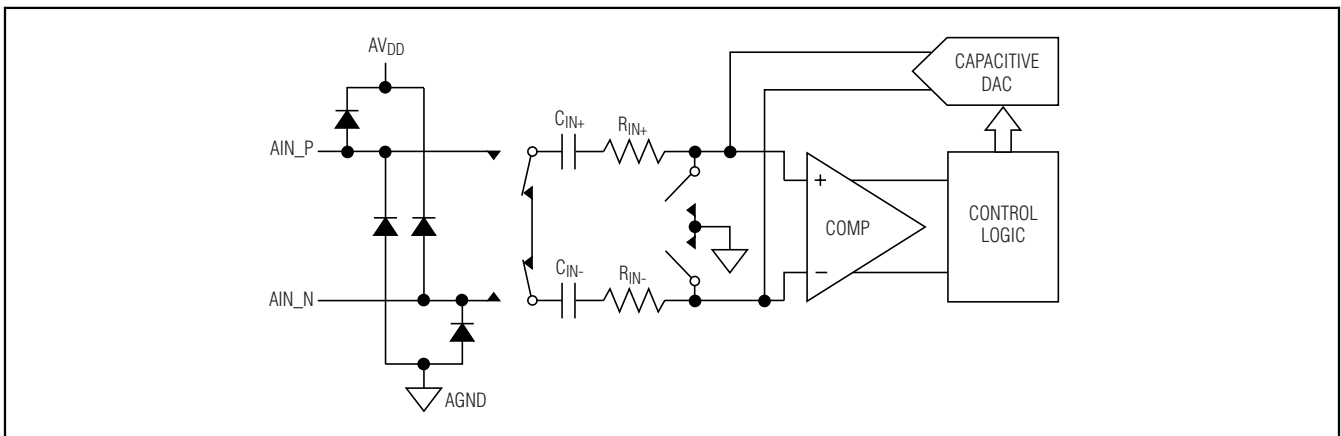 AVDD
CAPACITIVE
DAC
CIN+
RIN+
AIN_P
+
COMP
−
CONTROL
LOGIC
CIN-
RIN-
AIN_N
AGND